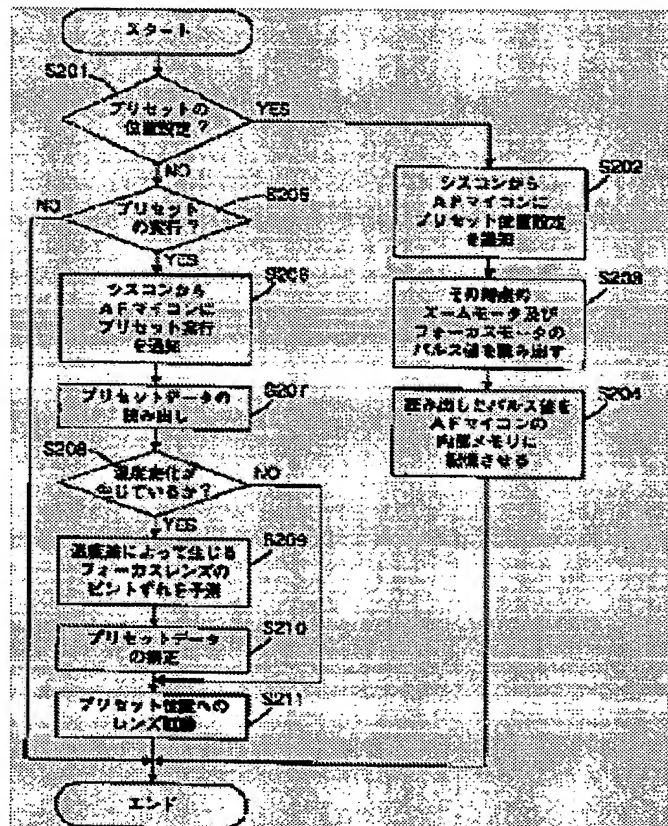 スタート
S201
プリセットの
位置設定？
YES
NO
S205
プリセット
の実行？
NO
YES
S202
シスコンから
AFマイコンに
プリセット位置設定
を通知
S206
シスコンから
AFマイコンに
プリセット実行
を通知
S203
その時点の
ズームモータ及び
フォーカスモータの
パルス値を読み出す
S207
プリセットデータの
読み出し
S204
読み出したパルス値を
AFマイコンの
内部メモリに
記憶させる
S208
温度変化が
生じているか？
NO
YES
S209
温度差によって生じる
フォーカスレンズの
ピントずれを予測
S210
プリセットデータ
の補正
S211
プリセット位置への
レンズ駆動
エンド